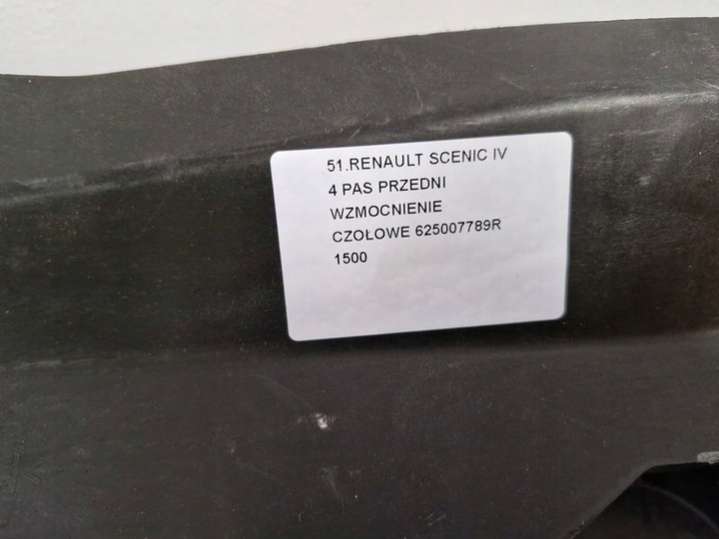 51.RENAULT SCENIC IV
4 PAS PRZEDNI
WZMOCNIENIE
CZOŁOWE 625007789R
1500